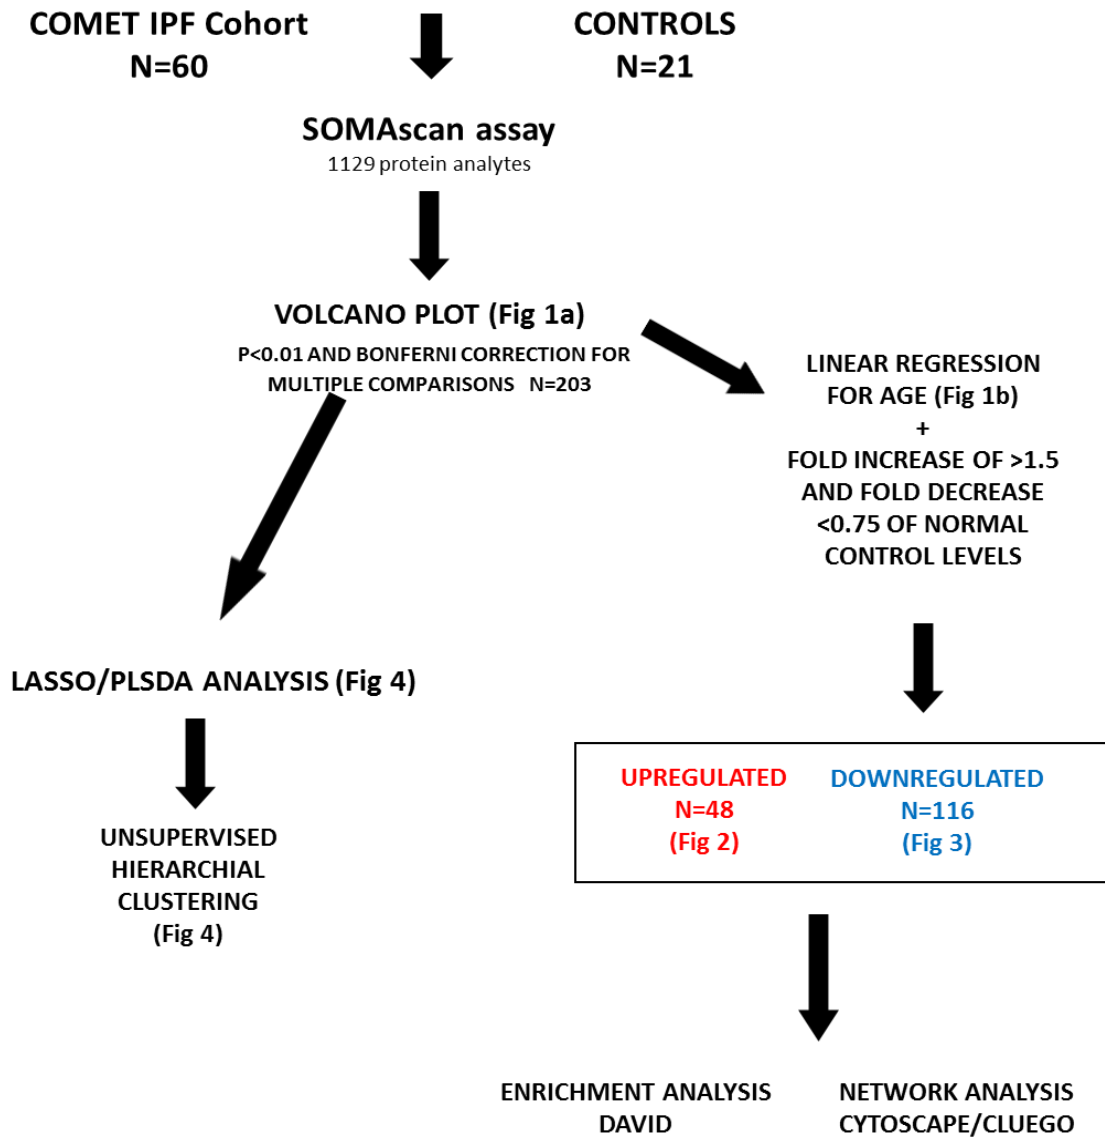 COMET IPF Cohort
N=60
CONTROLS
N=21
SOMAscan assay
1129 protein analytes
VOLCANO PLOT (Fig 1a)
P<0.01 AND BONFERNI CORRECTION FOR
MULTIPLE COMPARISONS N=203
LINEAR REGRESSION
FOR AGE (Fig 1b)
+
FOLD INCREASE OF >1.5
AND FOLD DECREASE
<0.75 OF NORMAL
CONTROL LEVELS
LASSO/PLSDA ANALYSIS (Fig 4)
UNSUPERVISED
HIERARCHIAL
CLUSTERING
(Fig 4)
UPREGULATED
N=48
(Fig 2)
DOWNREGULATED
N=116
(Fig 3)
ENRICHMENT ANALYSIS
DAVID
NETWORK ANALYSIS
CYTOSCAPE/CLUEGO